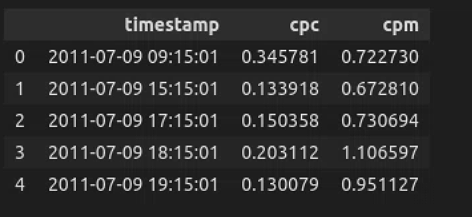 timestamp cpc cpm
0 2011-07-09 09:15:01 0.345781 0.722730
1 2011-07-09 15:15:01 0.133918 0.672810
2 2011-07-09 17:15:01 0.150358 0.730694
3 2011-07-09 18:15:01 0.203112 1.106597
4 2011-07-09 19:15:01 0.130079 0.951127